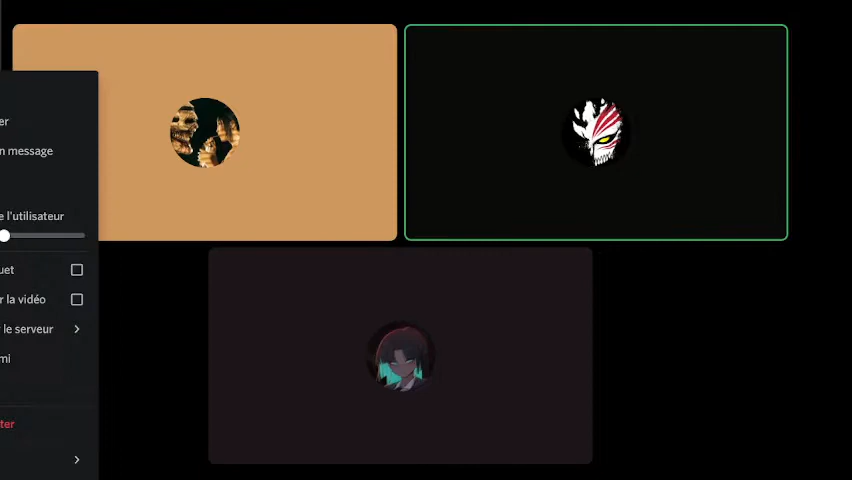 er
n message
e l'utilisateur
uet
r la vidéo
r le serveur
mi
ter